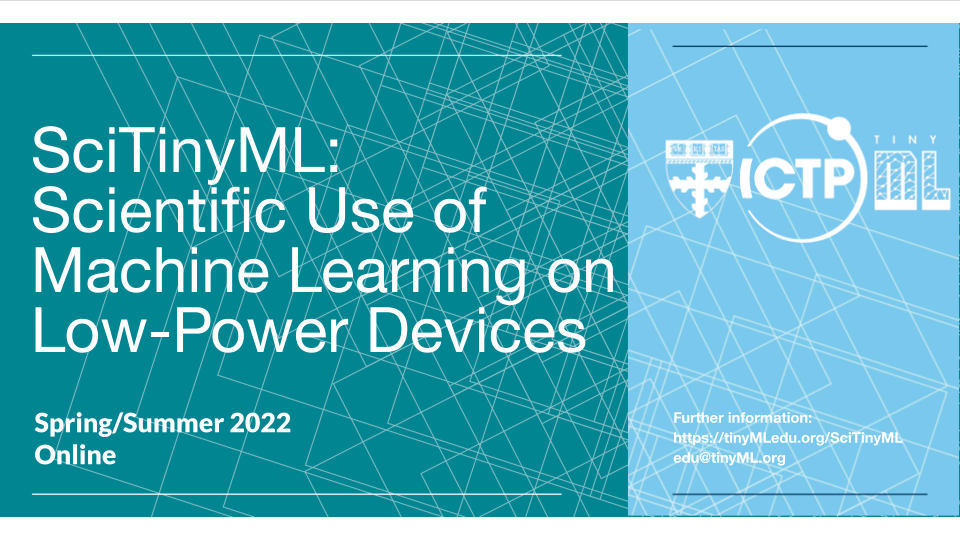 SciTinyML:
Scientific Use of
Machine Learning on
Low-Power Devices
Spring/Summer 2022
Online
ICTP
TINY
ML
Further information:
https://tinyMLedu.org/SciTinyML
edu@tinyML.org